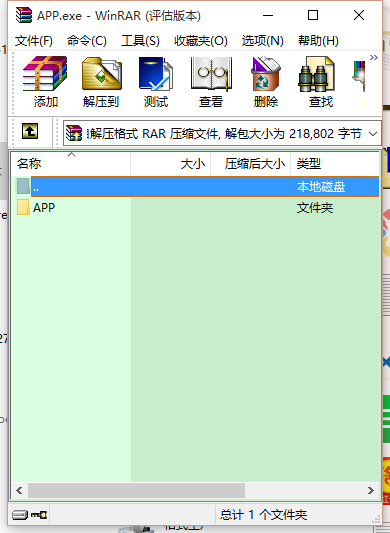 APP.exe - WinRAR (评估版本)
文件(F) 命令(C) 工具(S) 收藏夹(O) 选项(N) 帮助(H)
添加 解压到 测试 查看 删除 查找
解压格式 RAR 压缩文件, 解包大小为 218,802 字节
名称 大小 压缩后大小 类型
.. 本地磁盘
APP 文件夹
总计 1 个文件夹